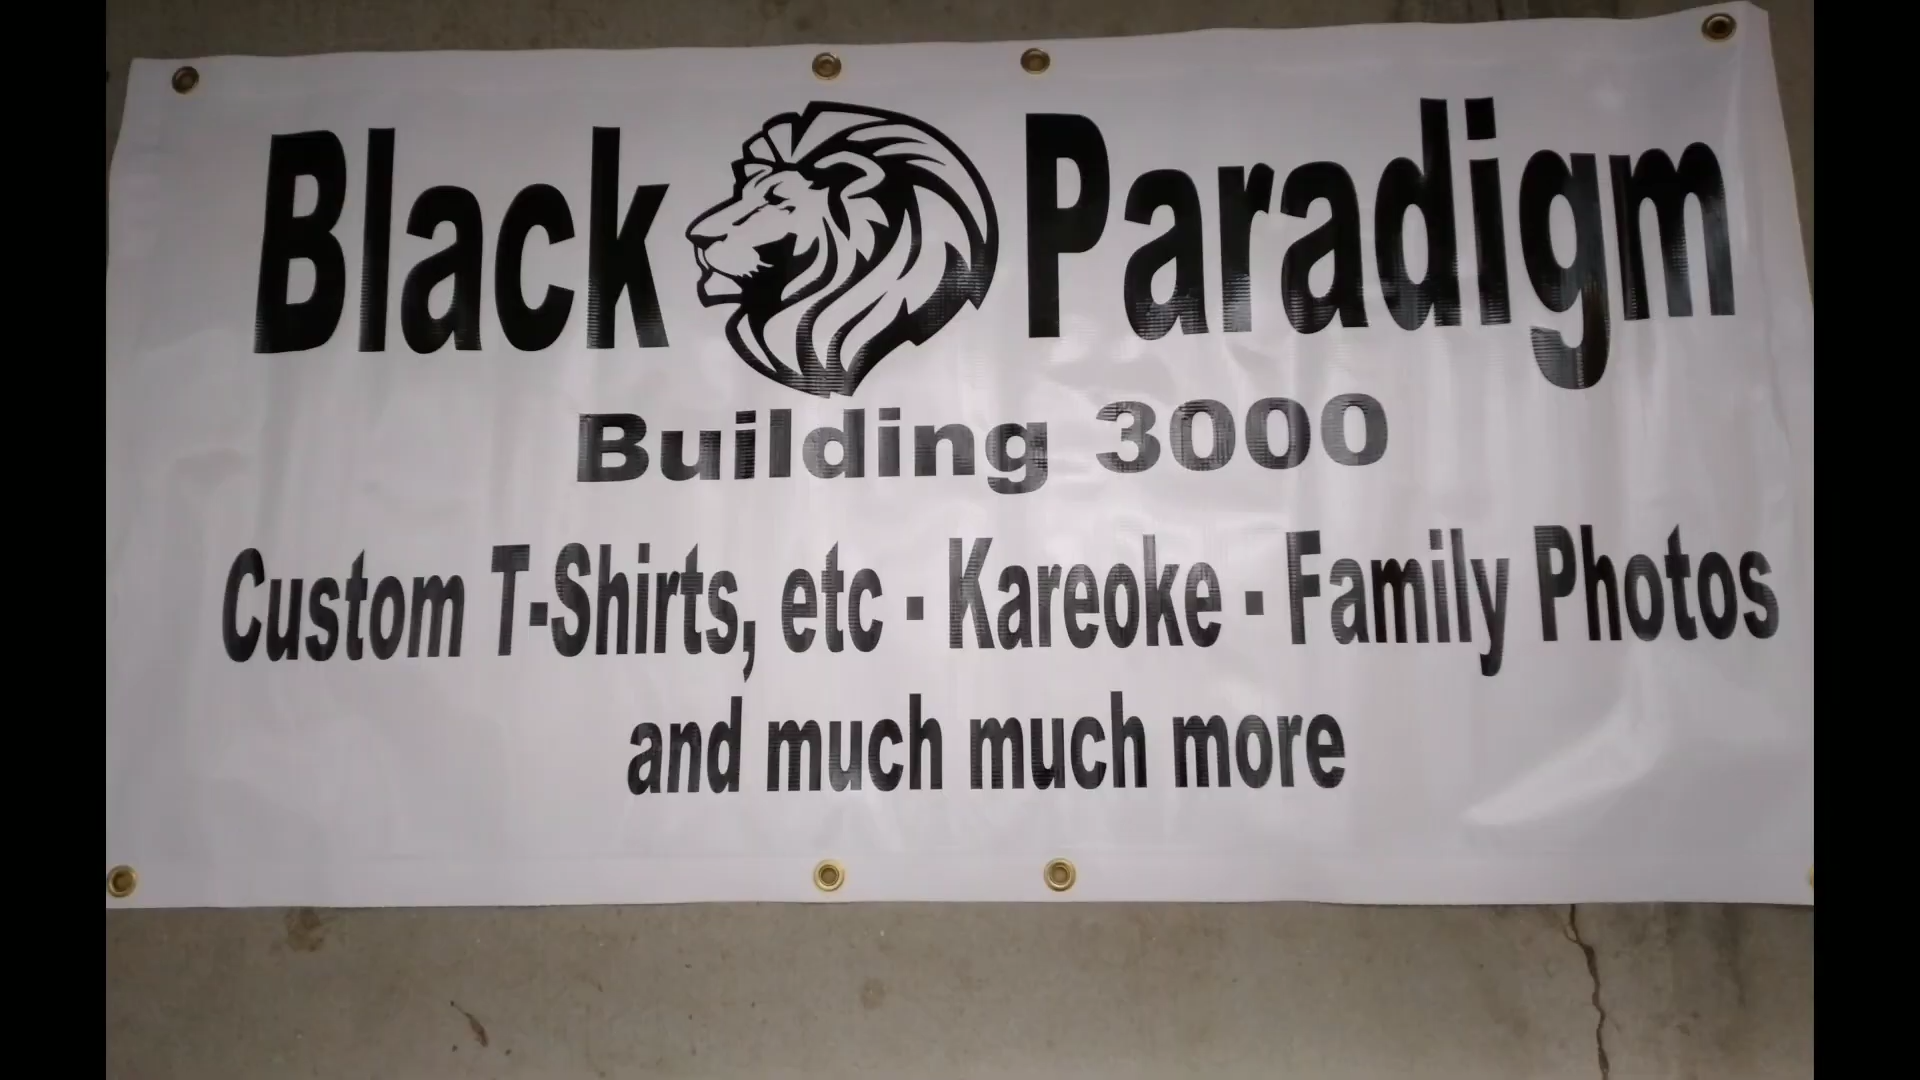 Black Paradigm
Building 3000
Custom T-Shirts, etc - Kareoke - Family Photos
and much much more